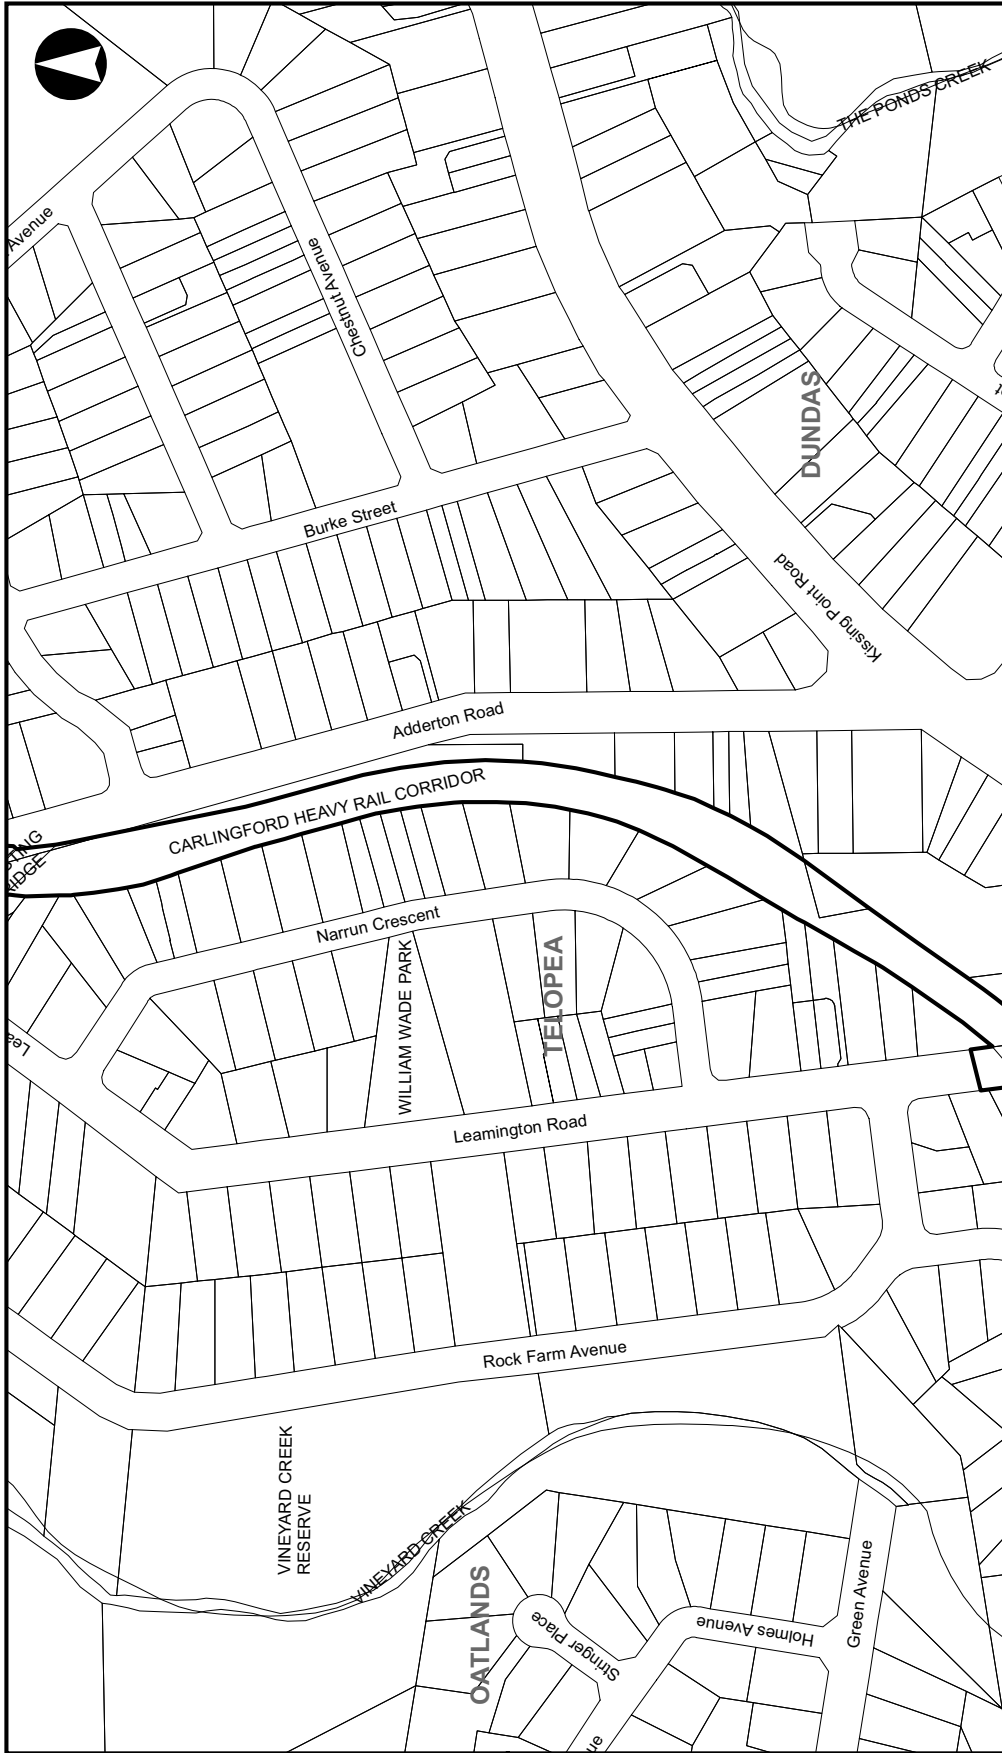 THE PONDS CREEK
Avenue
Chestnut Avenue
DUNDAS
Burke Street
Kissing Point Road
Adderton Road
CARLINGFORD HEAVY RAIL CORRIDOR
Narrun Crescent
WILLIAM WADE PARK
TELOPEA
Leamington Road
Rock Farm Avenue
VINEYARD CREEK
RESERVE
VINEYARD CREEK
OATLANDS
Stringer Place
Holmes Avenue
Green Avenue